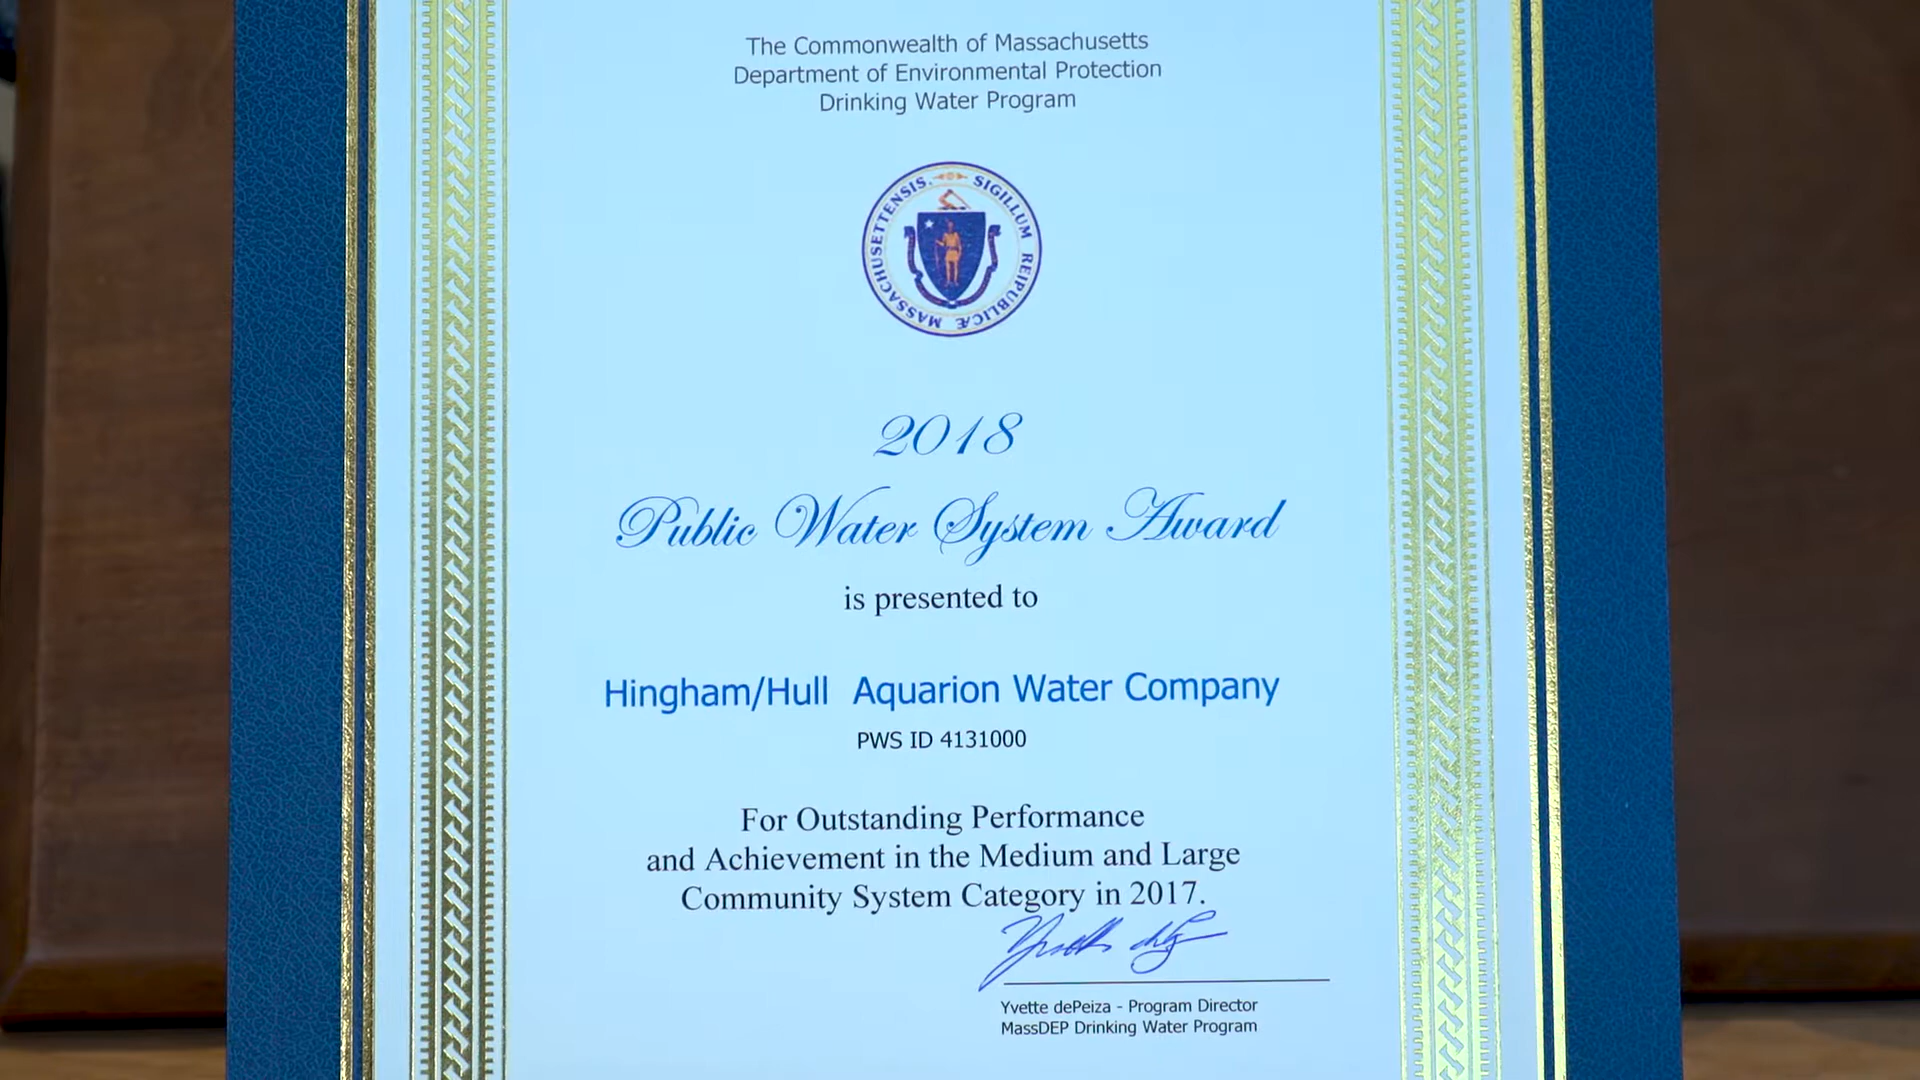 The Commonwealth of Massachusetts
Department of Environmental Protection
Drinking Water Program
SIGILLUM REIPUBLICÆ MASSACHUSETTENSIS.
2018
Public Water System Award
is presented to
Hingham/Hull Aquarion Water Company
PWS ID 4131000
For Outstanding Performance
and Achievement in the Medium and Large
Community System Category in 2017.
Yvette dePeiza - Program Director
MassDEP Drinking Water Program